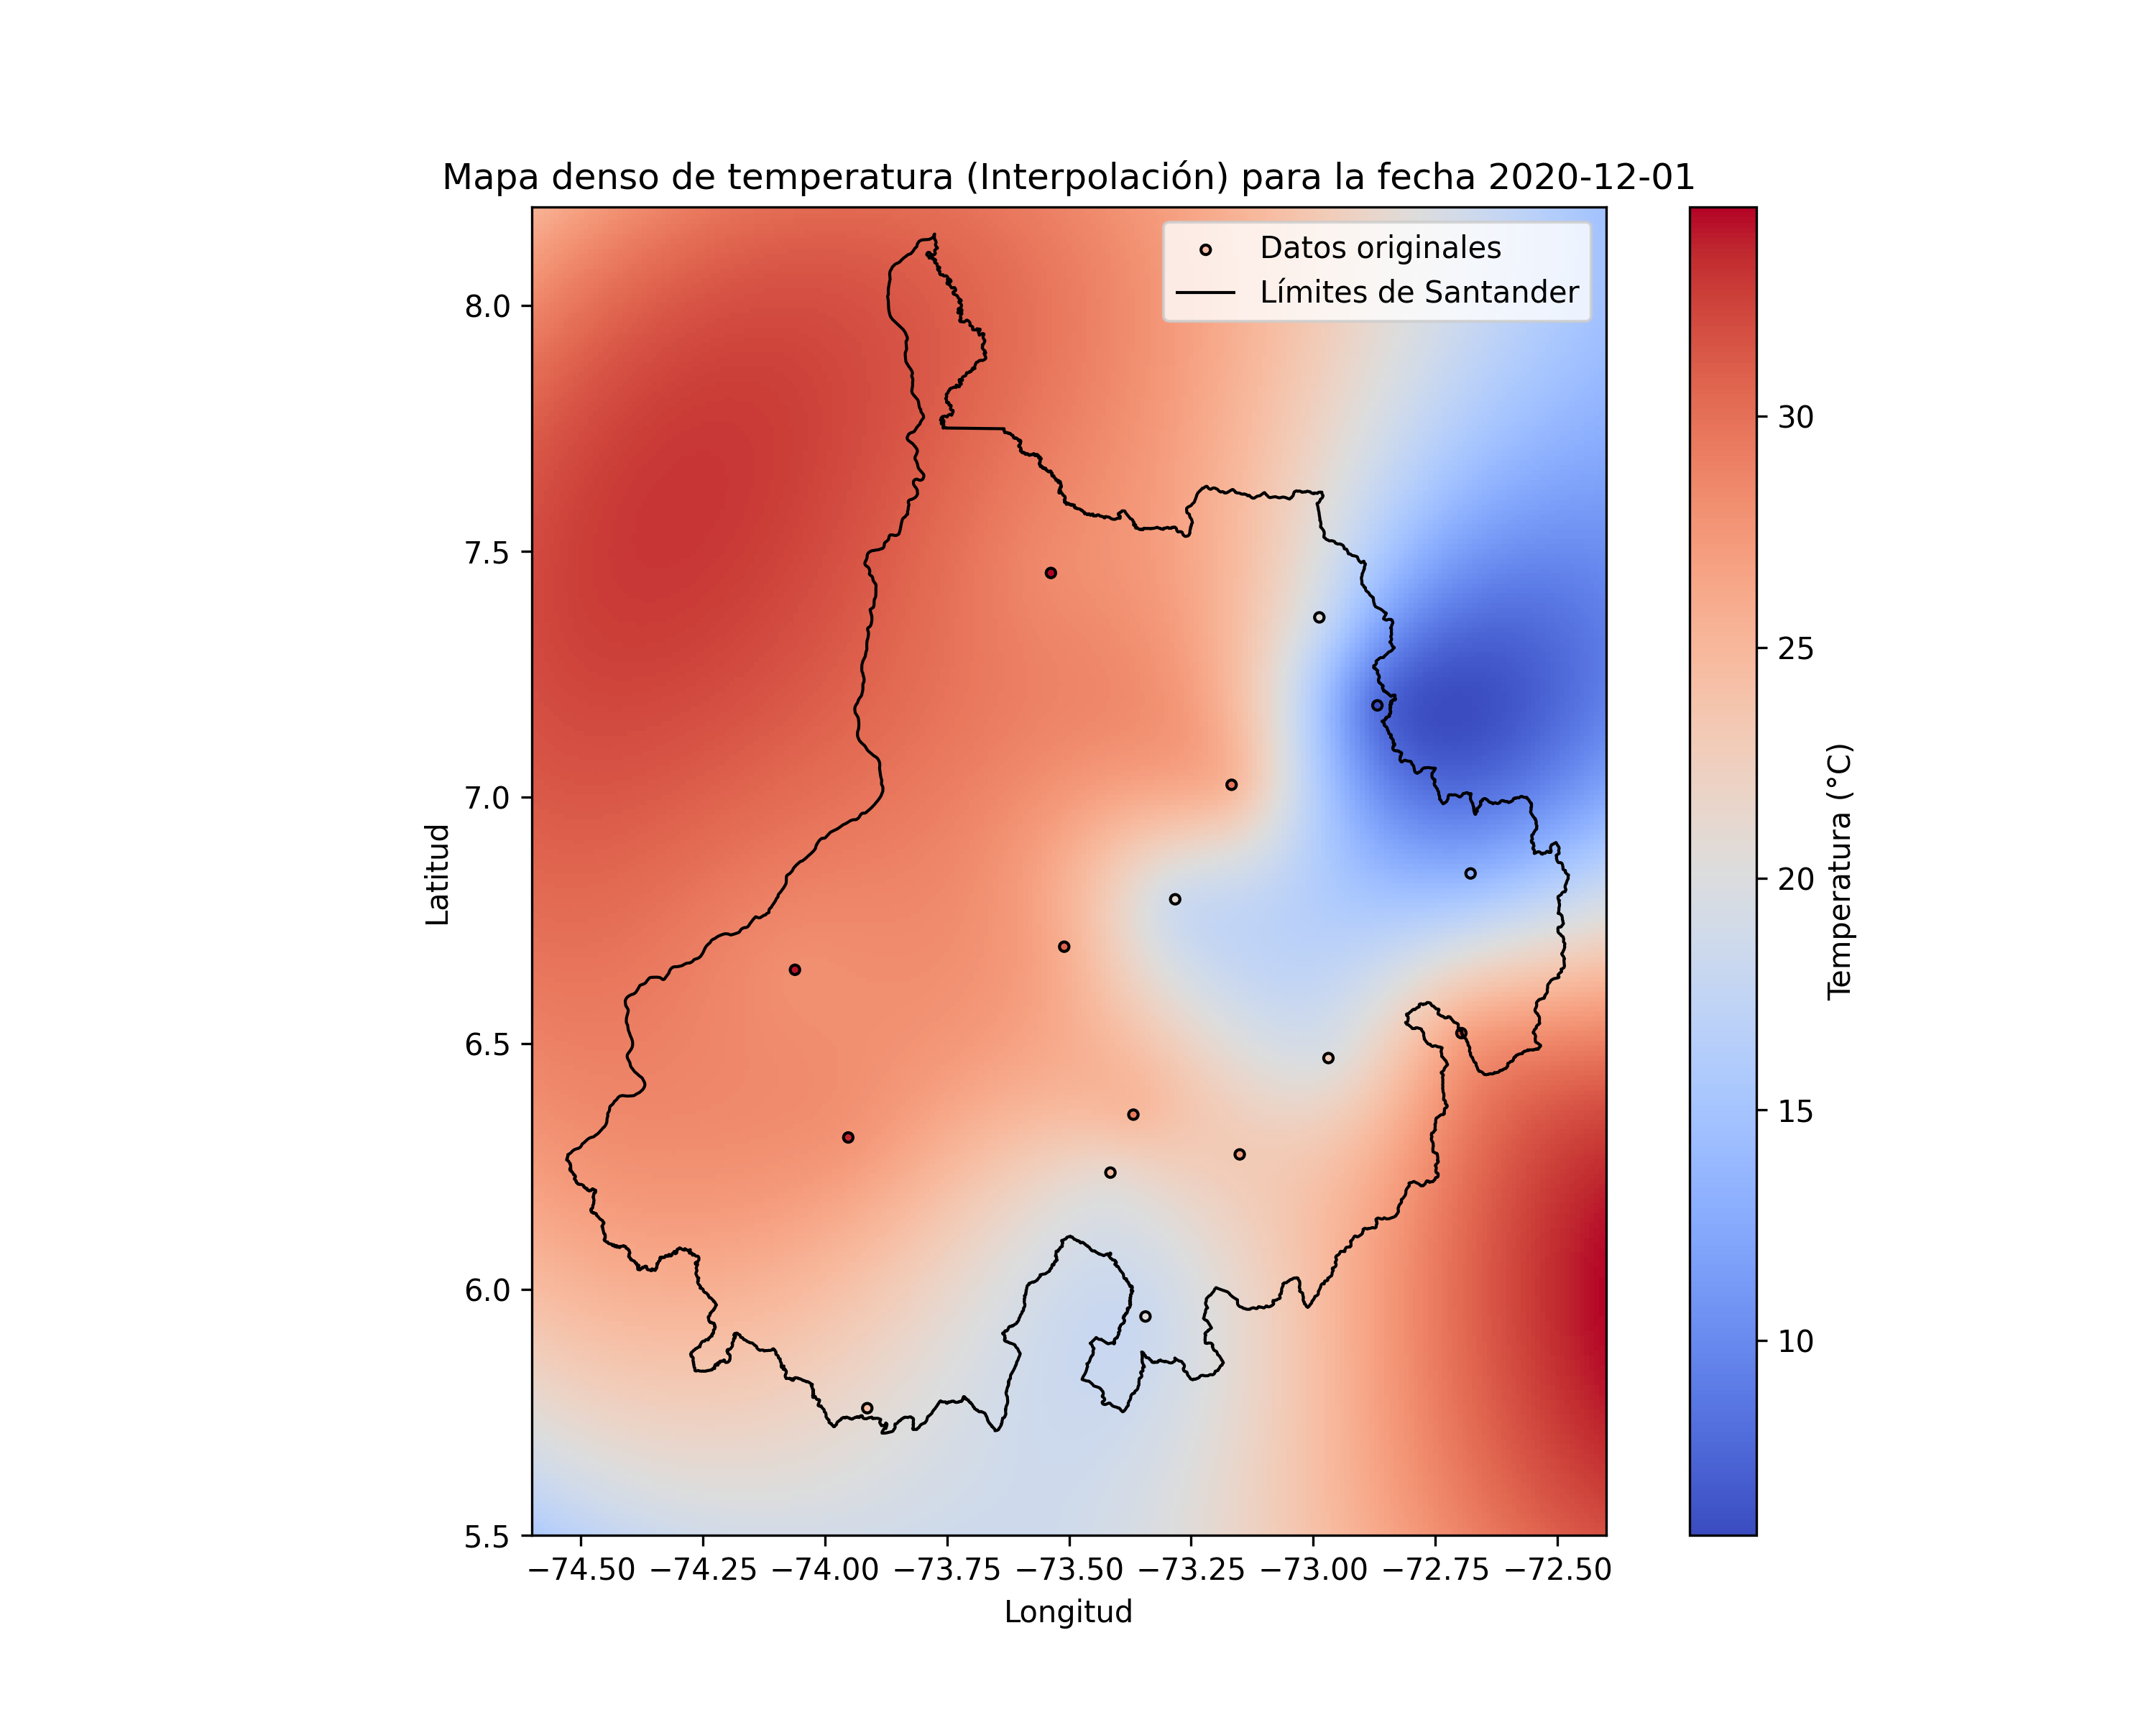 Mapa denso de temperatura (Interpolación) para la fecha 2020-12-01
Datos originales
Límites de Santander
8.0
7.5
7.0
6.5
6.0
5.5
Latitud
−74.50 −74.25 −74.00 −73.75 −73.50 −73.25 −73.00 −72.75 −72.50
Longitud
30
25
20
15
10
Temperatura (°C)